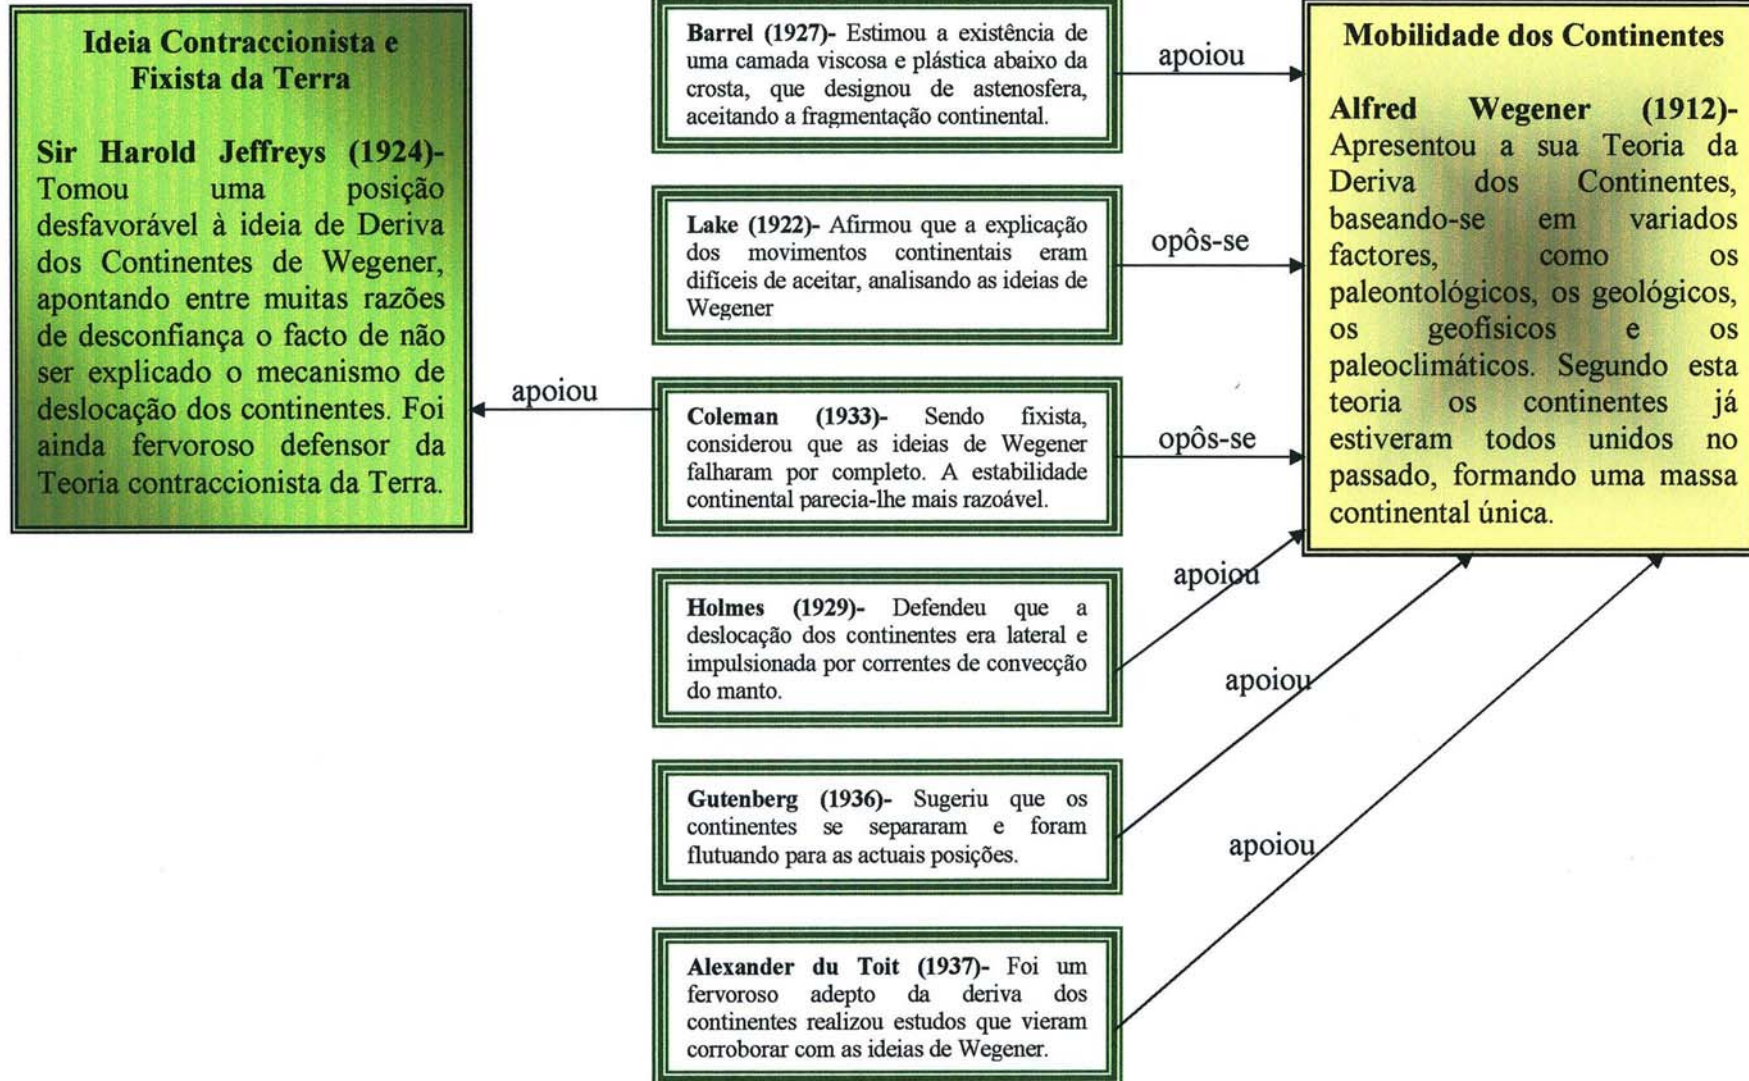 Ideia Contraccionista e
Fixista da Terra
Sir Harold Jeffreys (1924)-
Tomou uma posição
desfavorável à ideia de Deriva
dos Continentes de Wegener,
apontando entre muitas razões
de desconfiança o facto de não
ser explicado o mecanismo de
deslocação dos continentes. Foi
ainda fervoroso defensor da
Teoria contraccionista da Terra.
apoiou
Barrel (1927)- Estimou a existência de
uma camada viscosa e plástica abaixo da
crosta, que designou de astenosfera,
aceitando a fragmentação continental.
apoiou
Lake (1922)- Afirmou que a explicação
dos movimentos continentais eram
difíceis de aceitar, analisando as ideias de
Wegener
opôs-se
Coleman (1933)- Sendo fixista,
considerou que as ideias de Wegener
falharam por completo. A estabilidade
continental parecia-lhe mais razoável.
opôs-se
Holmes (1929)- Defendeu que a
deslocação dos continentes era lateral e
impulsionada por correntes de convecção
do manto.
apoiou
Gutenberg (1936)- Sugeriu que os
continentes se separaram e foram
flutuando para as actuais posições.
apoiou
Alexander du Toit (1937)- Foi um
fervoroso adepto da deriva dos
continentes realizou estudos que vieram
corroborar com as ideias de Wegener.
apoiou
Mobilidade dos Continentes
Alfred Wegener (1912)-
Apresentou a sua Teoria da
Deriva dos Continentes,
baseando-se em variados
factores, como os
paleontológicos, os geológicos,
os geofísicos e os
paleoclimáticos. Segundo esta
teoria os continentes já
estiveram todos unidos no
passado, formando uma massa
continental única.